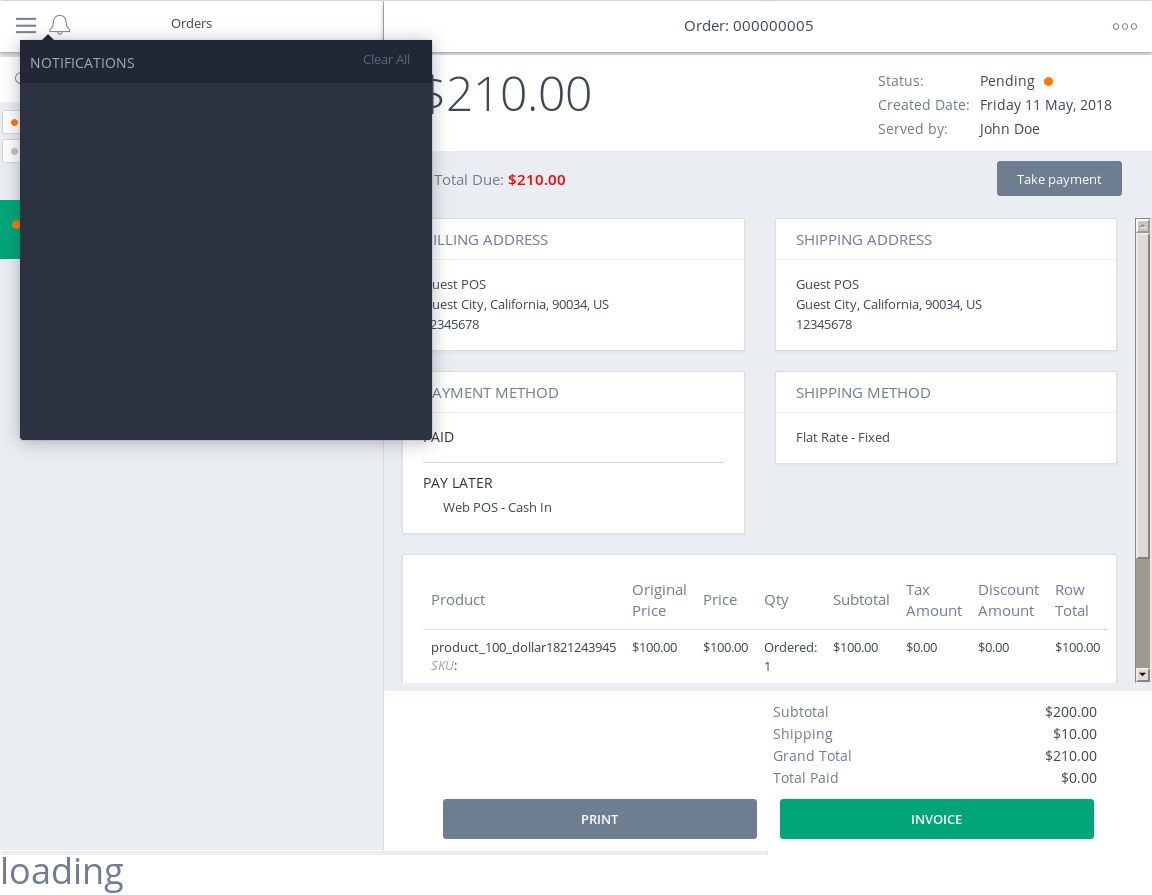 Orders
Order: 000000005
NOTIFICATIONS
Clear All
$210.00
Status: Pending
Created Date: Friday 11 May, 2018
Served by: John Doe
Total Due: $210.00
Take payment
ILLING ADDRESS
uest POS
uest City, California, 90034, US
2345678
SHIPPING ADDRESS
Guest POS
Guest City, California, 90034, US
12345678
AYMENT METHOD
PAID
PAY LATER
Web POS - Cash In
SHIPPING METHOD
Flat Rate - Fixed
Product Original Price Price Qty Subtotal Tax Amount Discount Amount Row Total
product_100_dollar1821243945 $100.00 $100.00 Ordered: 1 $100.00 $0.00 $0.00 $100.00
SKU:
Subtotal $200.00
Shipping $10.00
Grand Total $210.00
Total Paid $0.00
PRINT
INVOICE
loading